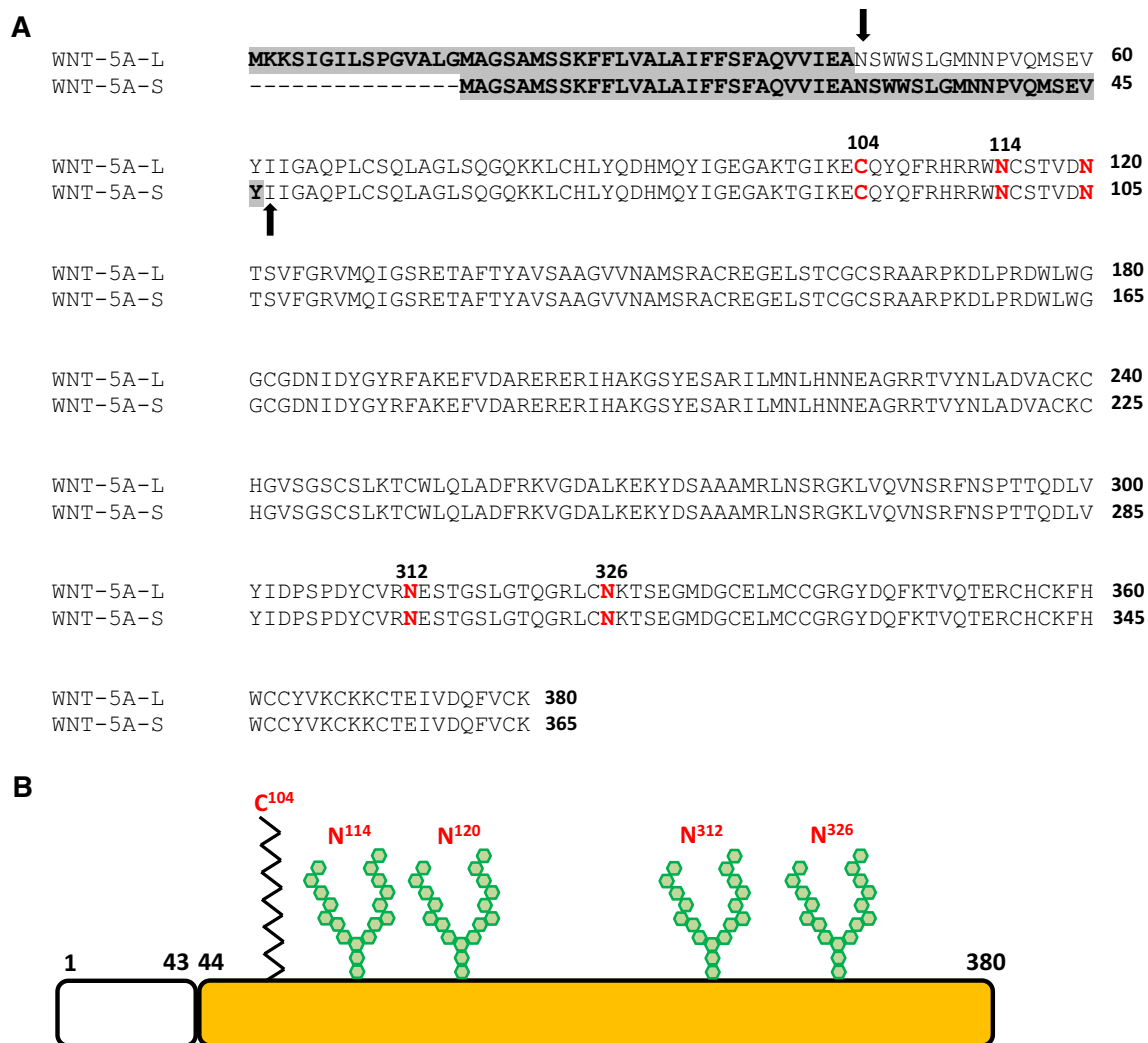 A
WNT-5A-L MKKSIGILSPGVALGMAGSAMSSKFFLVALAIFFSFAQVVIEANSWWSLGMNNPVQMSEV 60
WNT-5A-S ---------------MAGSAMSSKFFLVALAIFFSFAQVVIEANSWWSLGMNNPVQMSEV 45
104 114
WNT-5A-L YIIGAQPLCSQLAGLSQGQKKLCHLYQDHMQYIGEGAKTGIKECQYQFRHRRWNCSTVDN 120
WNT-5A-S YIIGAQPLCSQLAGLSQGQKKLCHLYQDHMQYIGEGAKTGIKECQYQFRHRRWNCSTVDN 105
WNT-5A-L TSVFGRVMQIGSRETAFTYAVSAAGVVNAMSRACREGELSTCGCSRAARPKDLPRDWLWG 180
WNT-5A-S TSVFGRVMQIGSRETAFTYAVSAAGVVNAMSRACREGELSTCGCSRAARPKDLPRDWLWG 165
WNT-5A-L GCGDNIDYGYRFAKEFVDARERERIHAKGSYESARILMNLHNNEAGRRTVYNLADVACKC 240
WNT-5A-S GCGDNIDYGYRFAKEFVDARERERIHAKGSYESARILMNLHNNEAGRRTVYNLADVACKC 225
WNT-5A-L HGVSGSCSLKTCWLQLADFRKVGDALKEKYDSAAAMRLNSRGKLVQVNSRFNSPTTQDLV 300
WNT-5A-S HGVSGSCSLKTCWLQLADFRKVGDALKEKYDSAAAMRLNSRGKLVQVNSRFNSPTTQDLV 285
312 326
WNT-5A-L YIDPSPDYCVRNESTGSLGTQGRLCNKTSEGMDGCELMCCGRGYDQFKTVQTERCHCKFH 360
WNT-5A-S YIDPSPDYCVRNESTGSLGTQGRLCNKTSEGMDGCELMCCGRGYDQFKTVQTERCHCKFH 345
WNT-5A-L WCCYVKCKKCTEIVDQFVCK 380
WNT-5A-S WCCYVKCKKCTEIVDQFVCK 365
B
C104
N114 N120 N312 N326
1 43 44 380